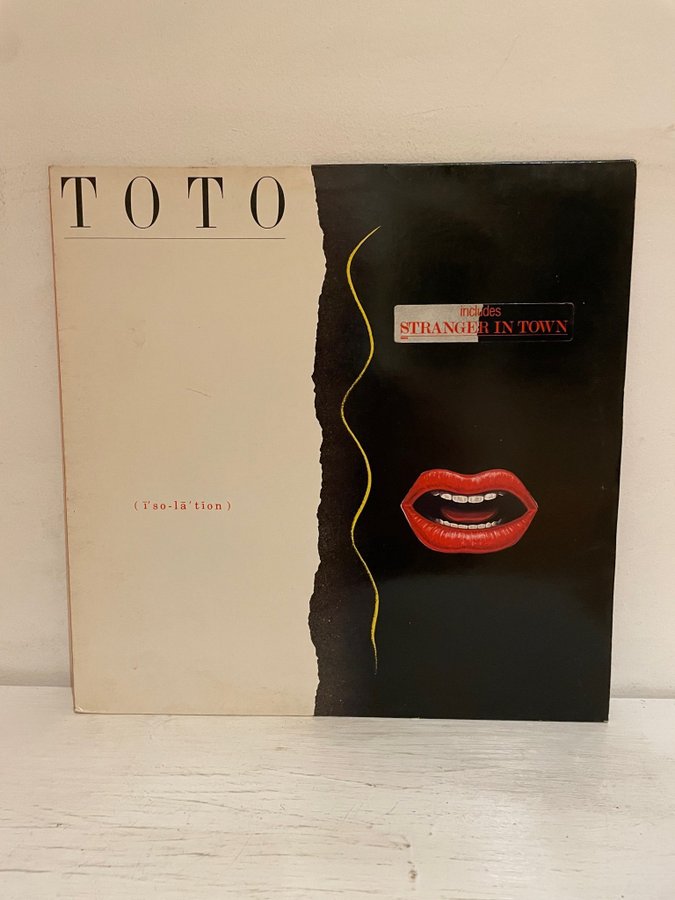 TOTO
includes
STRANGER IN TOWN
(ī′so-lā′tion)